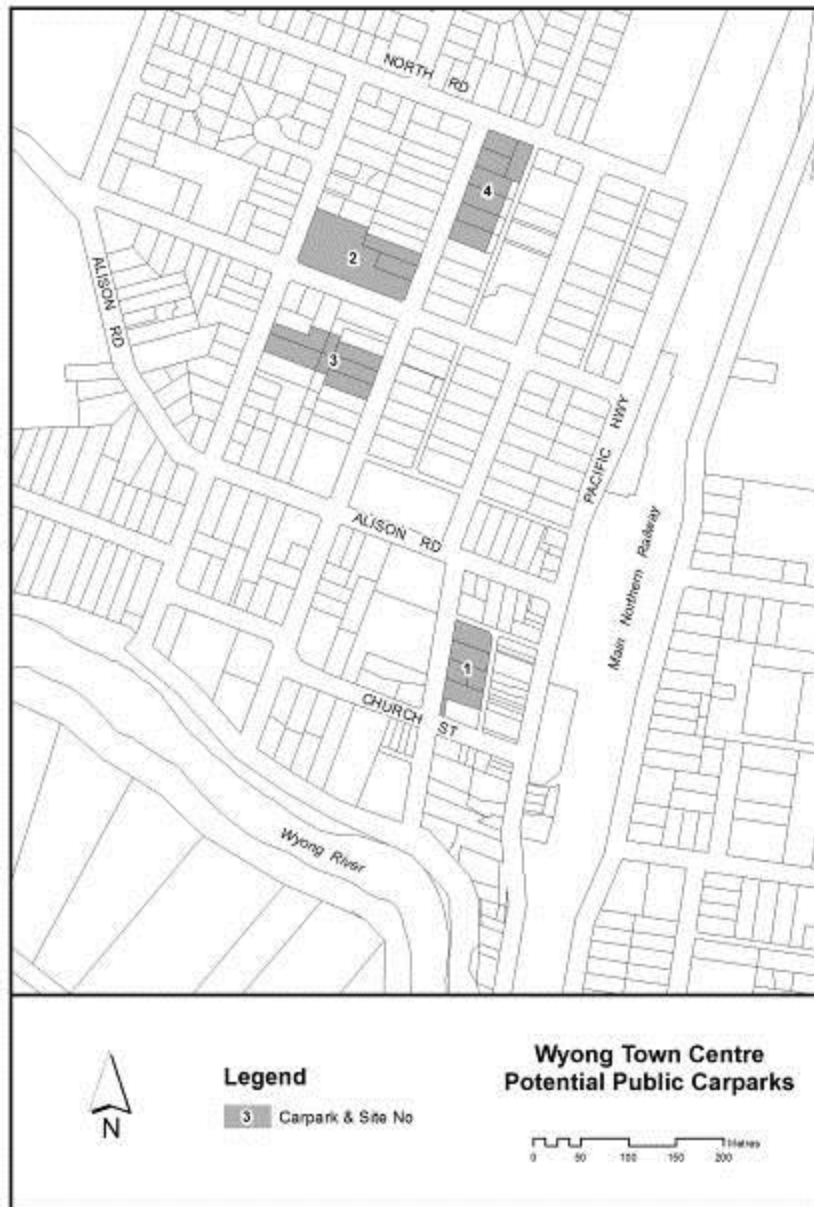 NORTH RD
4
2
ALISON RD
3
PACIFIC HWY
ALISON RD
Main Northern Railway
1
CHURCH ST
Wyong River
N
Legend
3 Carpark & Site No
Wyong Town Centre
Potential Public Carparks
Metres
0 50 100 150 200